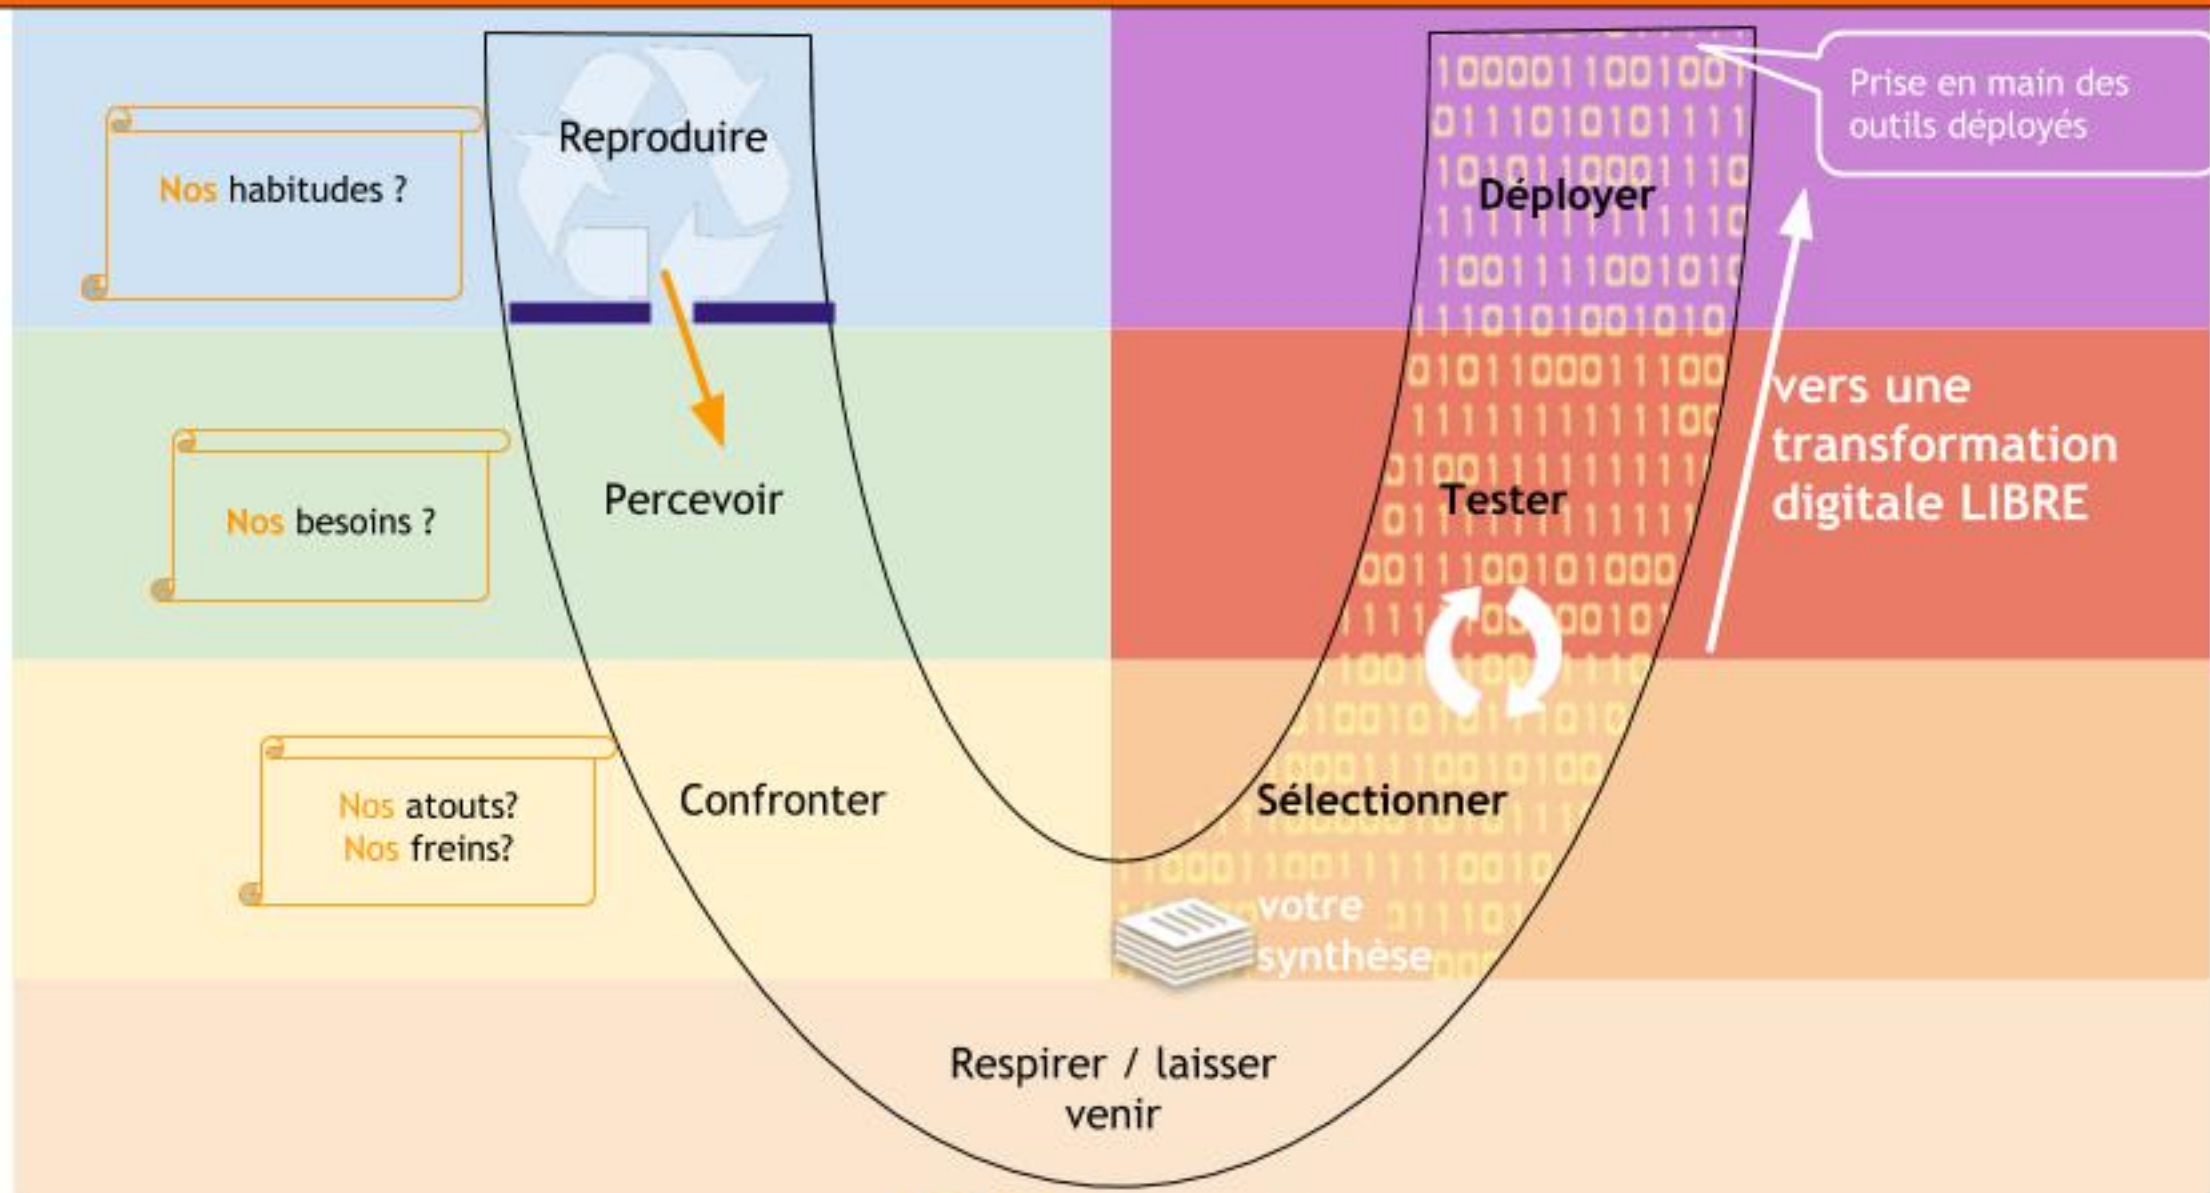 Reproduire
Nos habitudes ?
Percevoir
Nos besoins ?
Confronter
Nos atouts?
Nos freins?
Respirer / laisser
venir
votre
synthèse
Sélectionner
Tester
Déployer
Prise en main des
outils déployés
vers une
transformation
digitale LIBRE